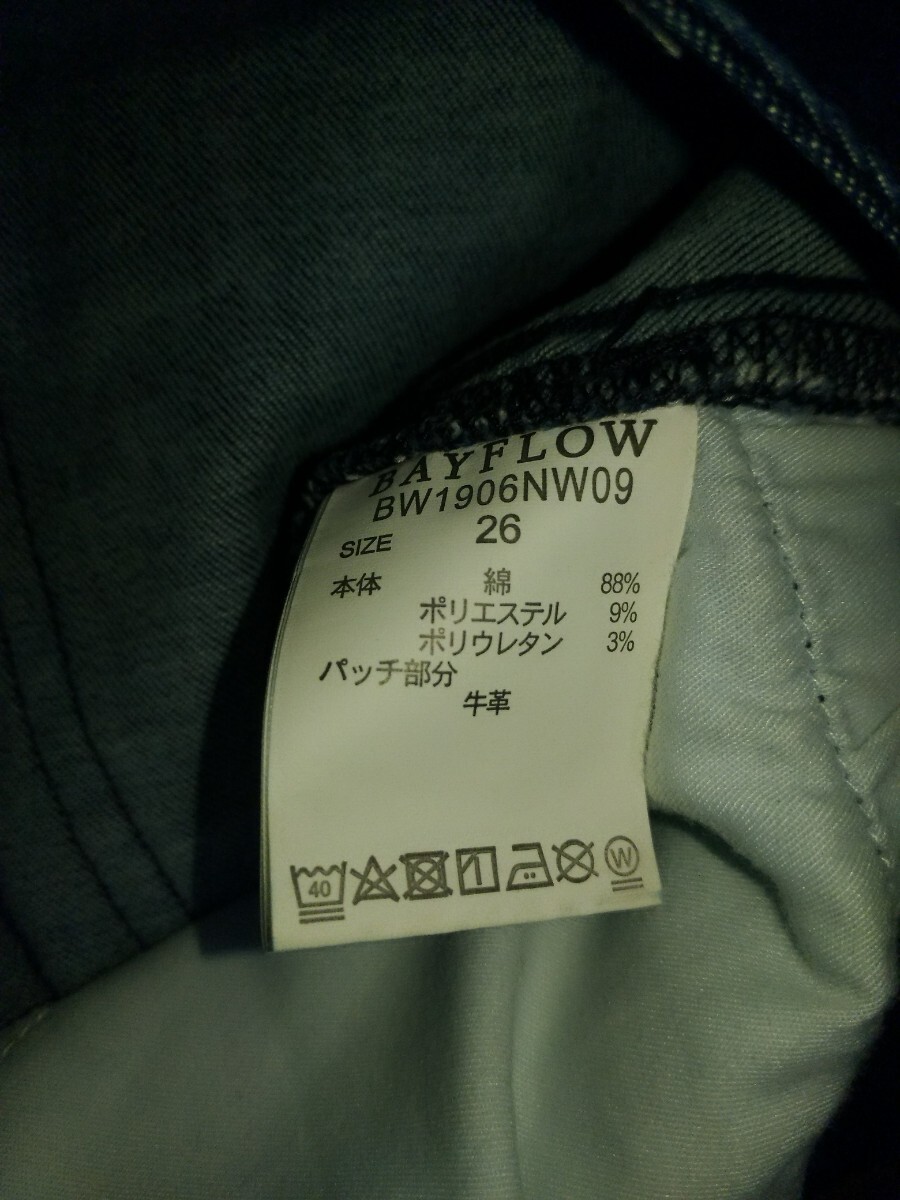 BAYFLOW
BW1906NW09
SIZE 26
本体 綿 88%
ポリエステル 9%
ポリウレタン 3%
パッチ部分
牛革
40 W